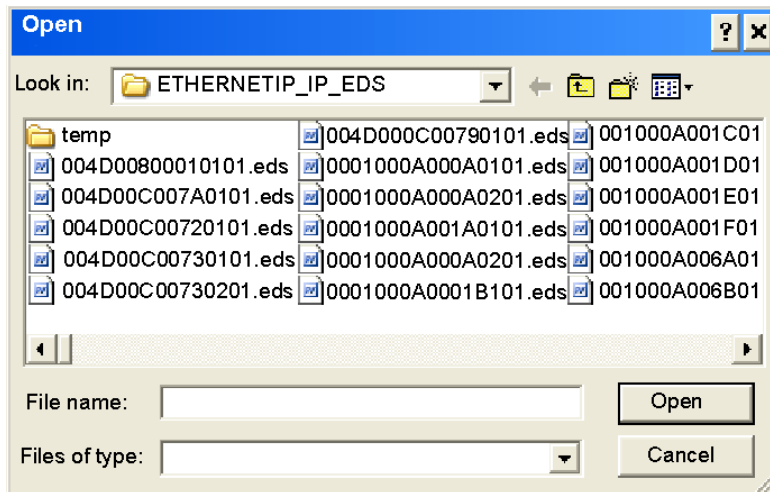 Open
?
Look in: ETHERNETIP_IP_EDS
temp
004D00800010101.eds
004D00C007A0101.eds
004D00C00720101.eds
004D00C00730101.eds
004D00C00730201.eds
004D000C00790101.eds
0001000A000A0101.eds
0001000A000A0201.eds
0001000A001A0101.eds
0001000A000A0201.eds
0001000A0001B101.eds
001000A001C01
001000A001D01
001000A001E01
001000A001F01
001000A006A01
001000A006B01
File name:
Open
Files of type:
Cancel